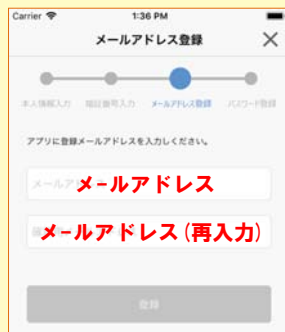 Carrier 1:36 PM
メールアドレス登録
本人情報入力 暗証番号入力 メールアドレス登録 パスワード登録
アプリに登録メールアドレスを入力してください。
メールアドレス
メールアドレス(再入力)
登録